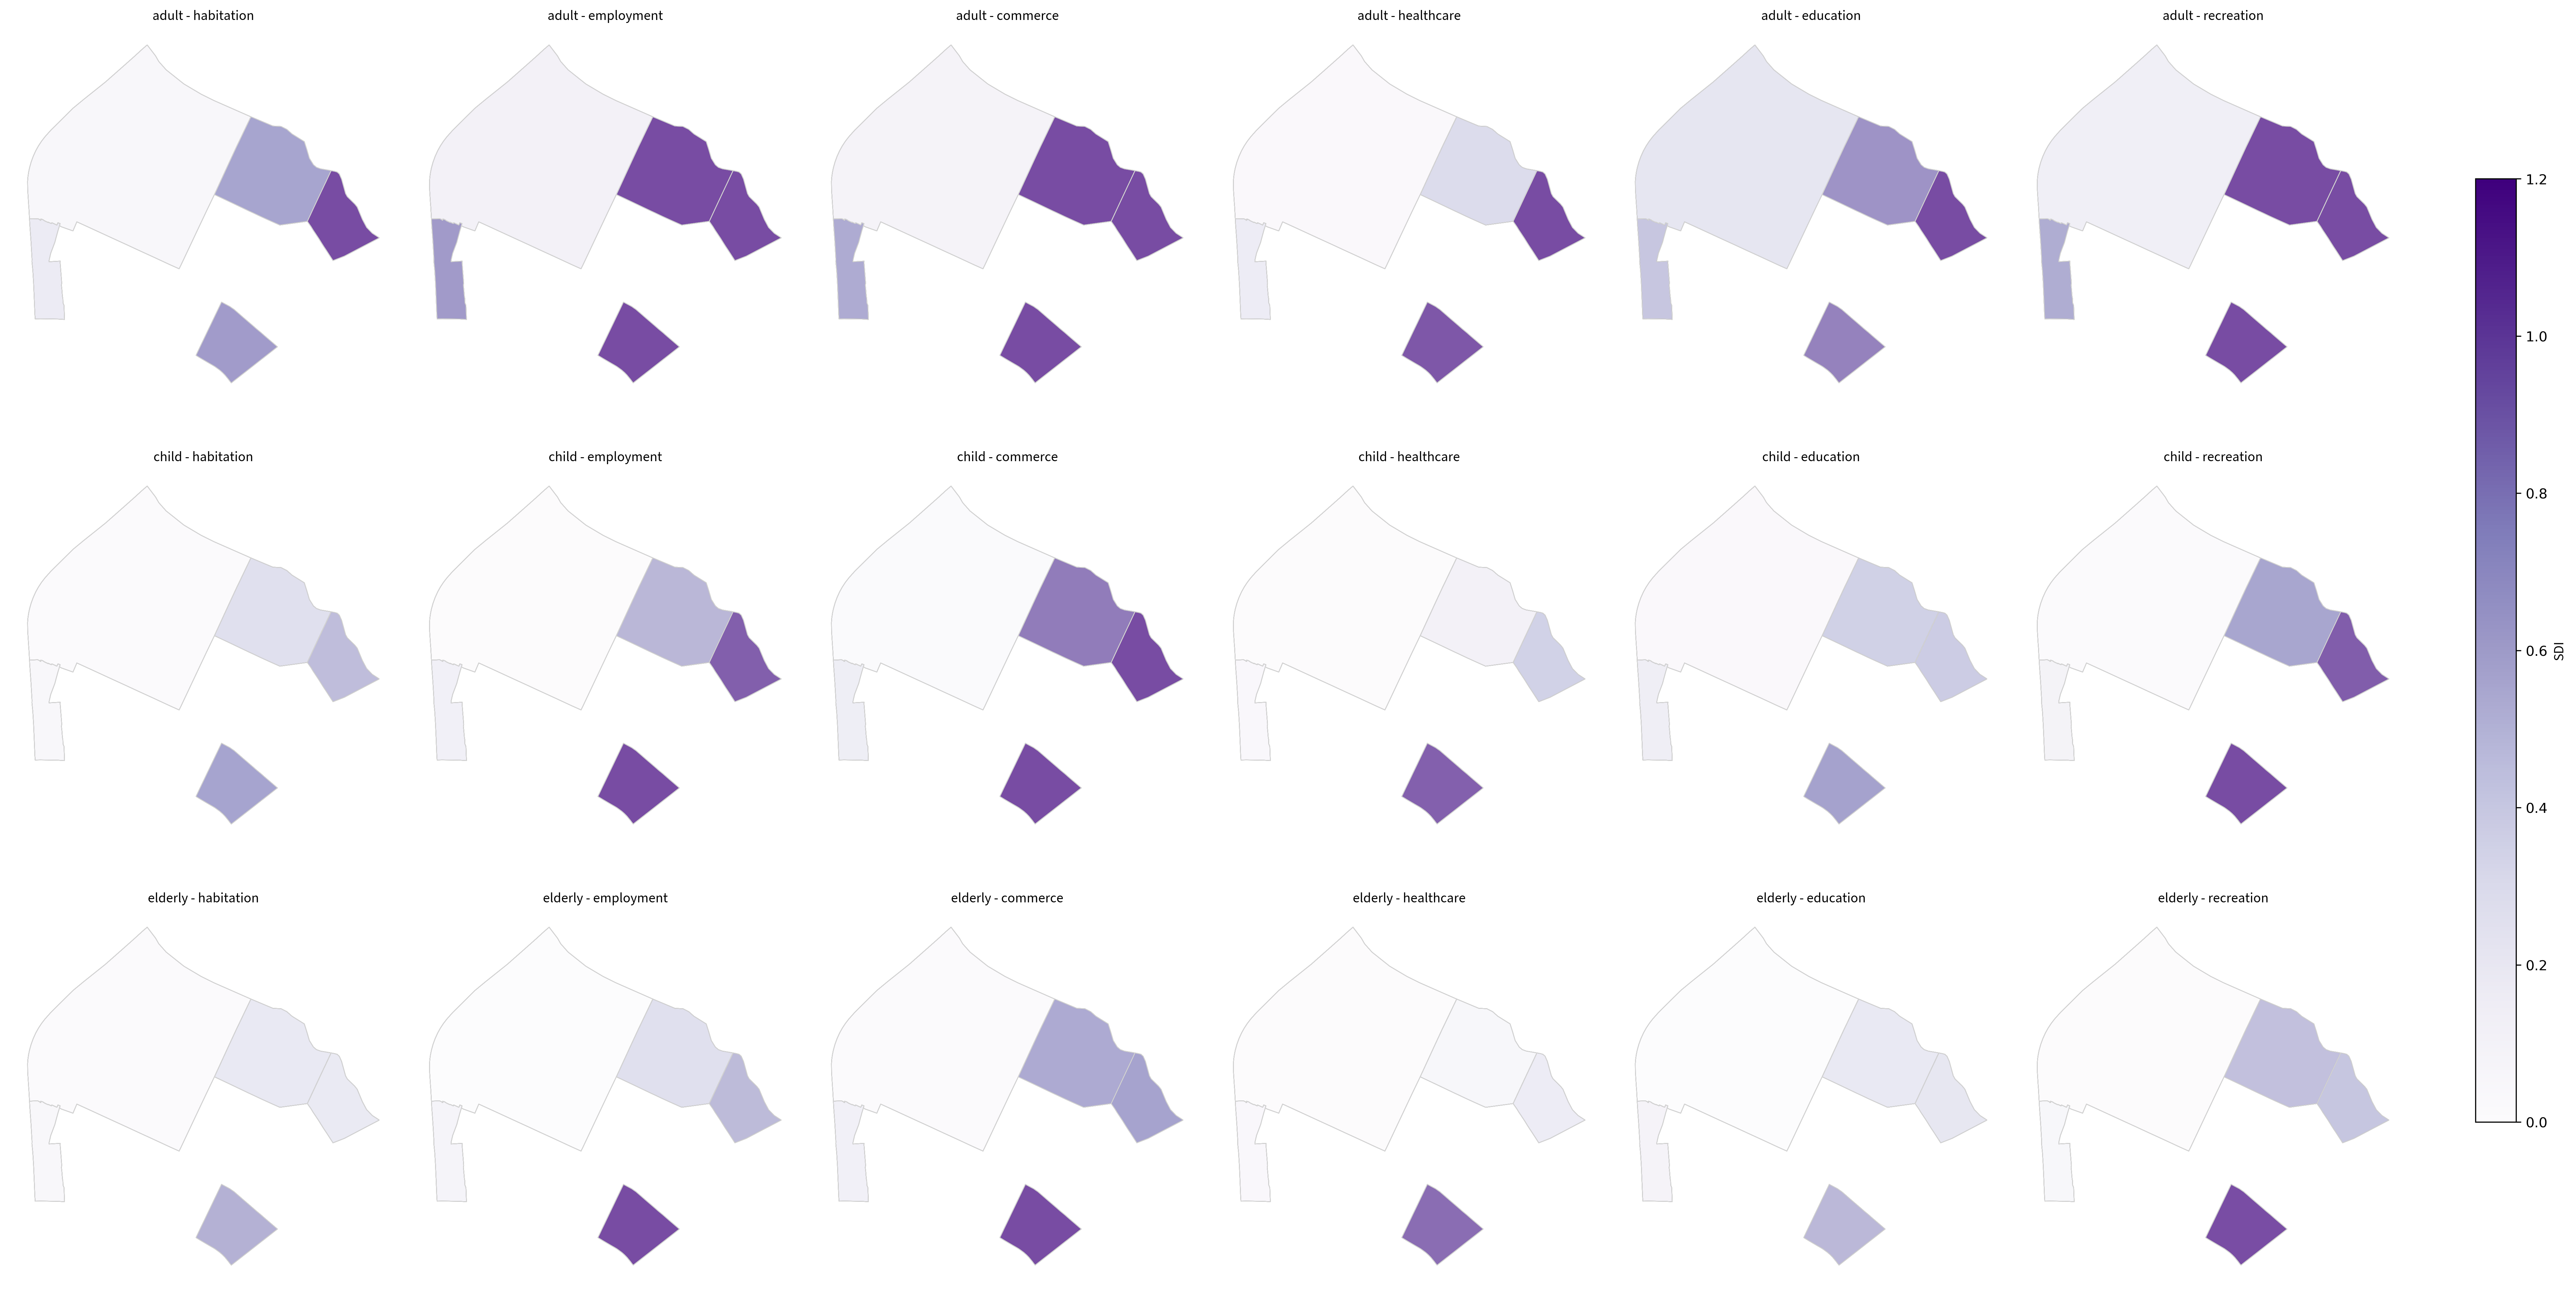 adult - habitation
adult - employment
adult - commerce
adult - healthcare
adult - education
adult - recreation
child - habitation
child - employment
child - commerce
child - healthcare
child - education
child - recreation
elderly - habitation
elderly - employment
elderly - commerce
elderly - healthcare
elderly - education
elderly - recreation
1.2
1.0
0.8
0.6
0.4
0.2
0.0
SDI